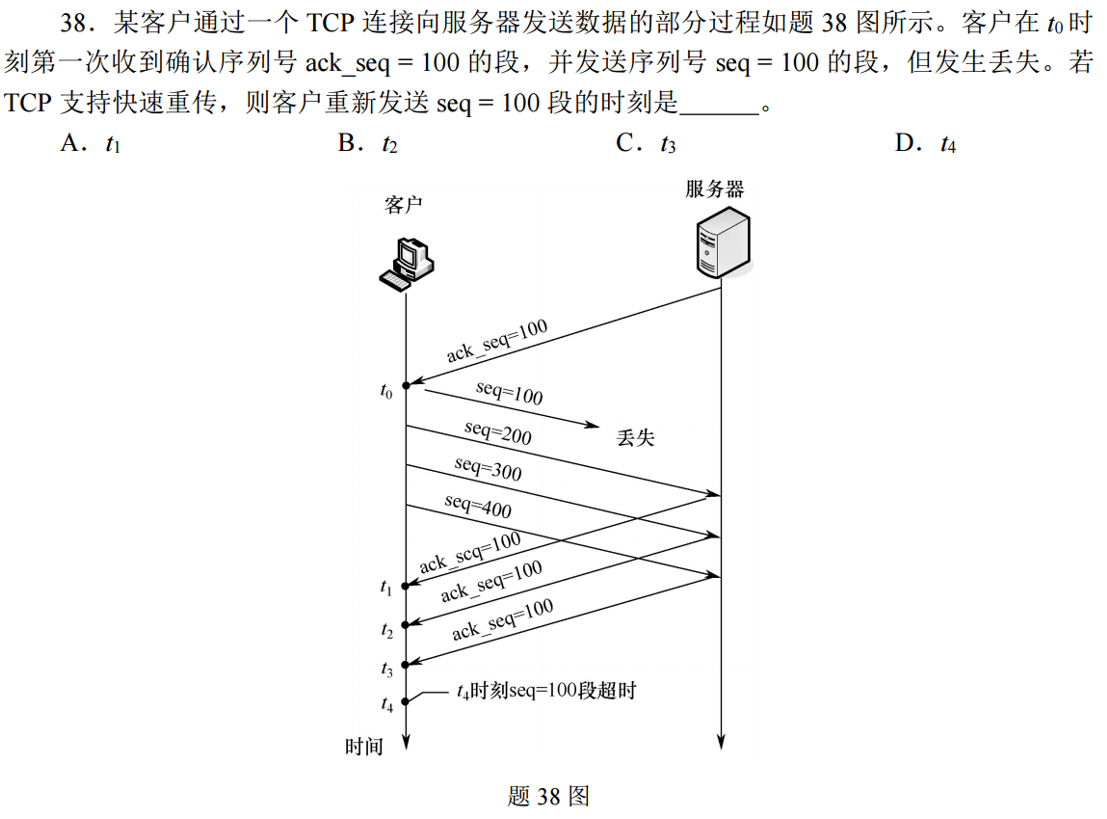 38．某客户通过一个 TCP 连接向服务器发送数据的部分过程如题 38 图所示。客户在 t0时
刻第一次收到确认序列号 ack_seq = 100 的段，并发送序列号 seq = 100 的段，但发生丢失。若
TCP 支持快速重传，则客户重新发送 seq = 100 段的时刻是______。
A．t1 B．t2 C．t3 D．t4
服务器
客户
ack_seq=100
t0
seq=100
丢失
seq=200
seq=300
seq=400
ack_scq=100
t1
ack_seq=100
t2
ack_seq=100
t3
t4时刻seq=100段超时
t4
时间
题 38 图